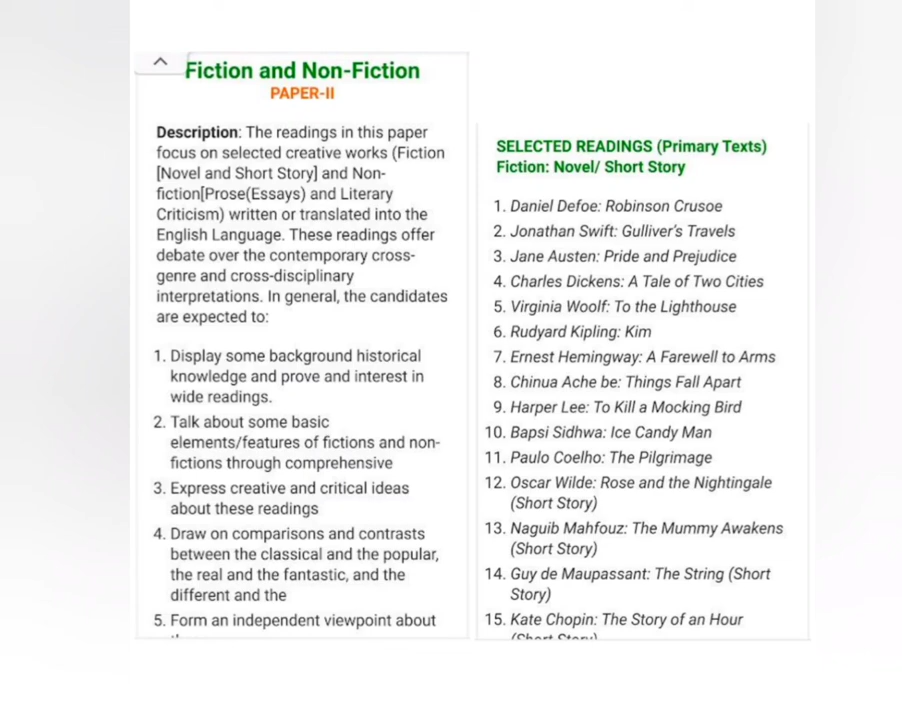 Fiction and Non-Fiction
PAPER-II
Description: The readings in this paper
focus on selected creative works (Fiction
[Novel and Short Story] and Non-
fiction[Prose(Essays) and Literary
Criticism) written or translated into the
English Language. These readings offer
debate over the contemporary cross-
genre and cross-disciplinary
interpretations. In general, the candidates
are expected to:
1. Display some background historical
knowledge and prove and interest in
wide readings.
2. Talk about some basic
elements/features of fictions and non-
fictions through comprehensive
3. Express creative and critical ideas
about these readings
4. Draw on comparisons and contrasts
between the classical and the popular,
the real and the fantastic, and the
different and the
5. Form an independent viewpoint about
SELECTED READINGS (Primary Texts)
Fiction: Novel/ Short Story
1. Daniel Defoe: Robinson Crusoe
2. Jonathan Swift: Gulliver's Travels
3. Jane Austen: Pride and Prejudice
4. Charles Dickens: A Tale of Two Cities
5. Virginia Woolf: To the Lighthouse
6. Rudyard Kipling: Kim
7. Ernest Hemingway: A Farewell to Arms
8. Chinua Ache be: Things Fall Apart
9. Harper Lee: To Kill a Mocking Bird
10. Bapsi Sidhwa: Ice Candy Man
11. Paulo Coelho: The Pilgrimage
12. Oscar Wilde: Rose and the Nightingale
(Short Story)
13. Naguib Mahfouz: The Mummy Awakens
(Short Story)
14. Guy de Maupassant: The String (Short
Story)
15. Kate Chopin: The Story of an Hour
(Short Story)